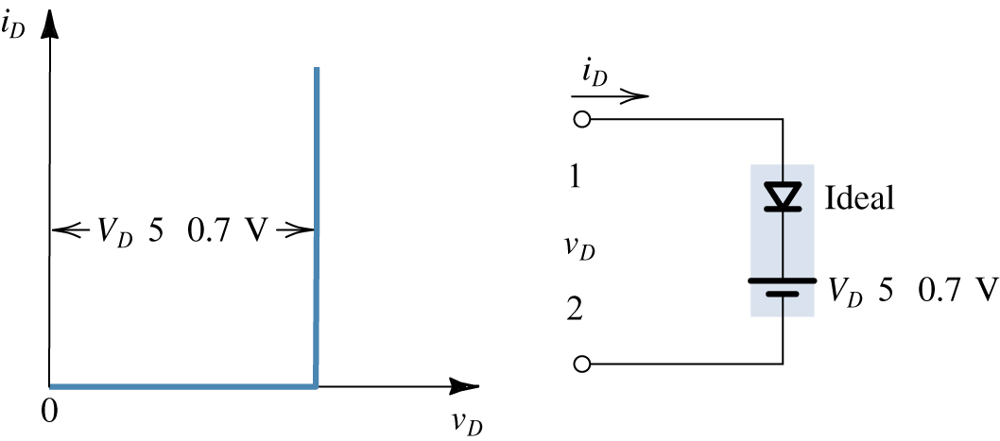 iD
VD 5 0.7 V
0
vD
iD
1
Ideal
vD
VD 5 0.7 V
2